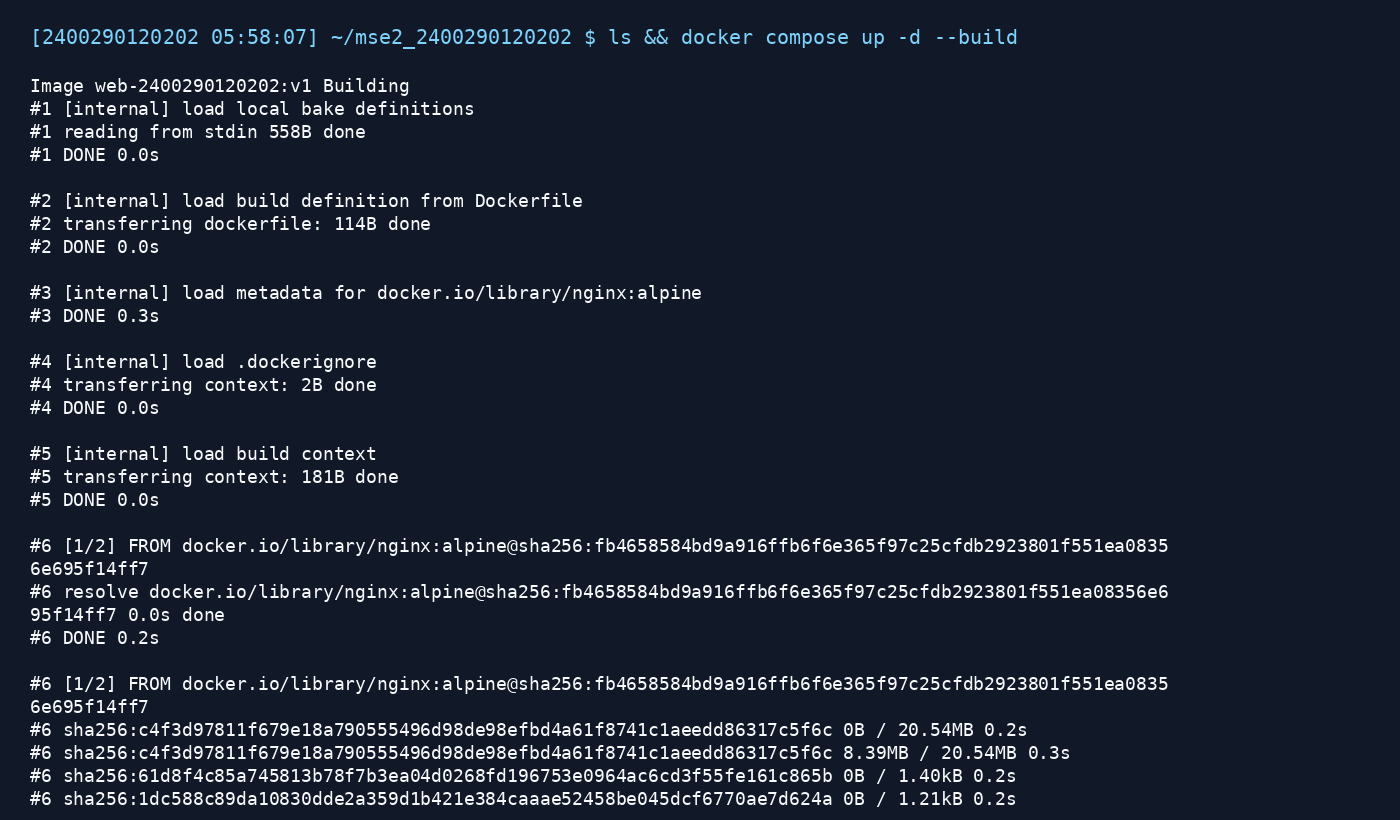 [2400290120202 05:58:07] ~/mse2_2400290120202 $ ls && docker compose up -d --build
Image web-2400290120202:v1 Building
#1 [internal] load local bake definitions
#1 reading from stdin 558B done
#1 DONE 0.0s
#2 [internal] load build definition from Dockerfile
#2 transferring dockerfile: 114B done
#2 DONE 0.0s
#3 [internal] load metadata for docker.io/library/nginx:alpine
#3 DONE 0.3s
#4 [internal] load .dockerignore
#4 transferring context: 2B done
#4 DONE 0.0s
#5 [internal] load build context
#5 transferring context: 181B done
#5 DONE 0.0s
#6 [1/2] FROM docker.io/library/nginx:alpine@sha256:fb4658584bd9a916ffb6f6e365f97c25cfdb2923801f551ea0835
6e695f14ff7
#6 resolve docker.io/library/nginx:alpine@sha256:fb4658584bd9a916ffb6f6e365f97c25cfdb2923801f551ea08356e6
95f14ff7 0.0s done
#6 DONE 0.2s
#6 [1/2] FROM docker.io/library/nginx:alpine@sha256:fb4658584bd9a916ffb6f6e365f97c25cfdb2923801f551ea0835
6e695f14ff7
#6 sha256:c4f3d97811f679e18a790555496d98de98efbd4a61f8741c1aeedd86317c5f6c 0B / 20.54MB 0.2s
#6 sha256:c4f3d97811f679e18a790555496d98de98efbd4a61f8741c1aeedd86317c5f6c 8.39MB / 20.54MB 0.3s
#6 sha256:61d8f4c85a745813b78f7b3ea04d0268fd196753e0964ac6cd3f55fe161c865b 0B / 1.40kB 0.2s
#6 sha256:1dc588c89da10830dde2a359d1b421e384caaae52458be045dcf6770ae7d624a 0B / 1.21kB 0.2s